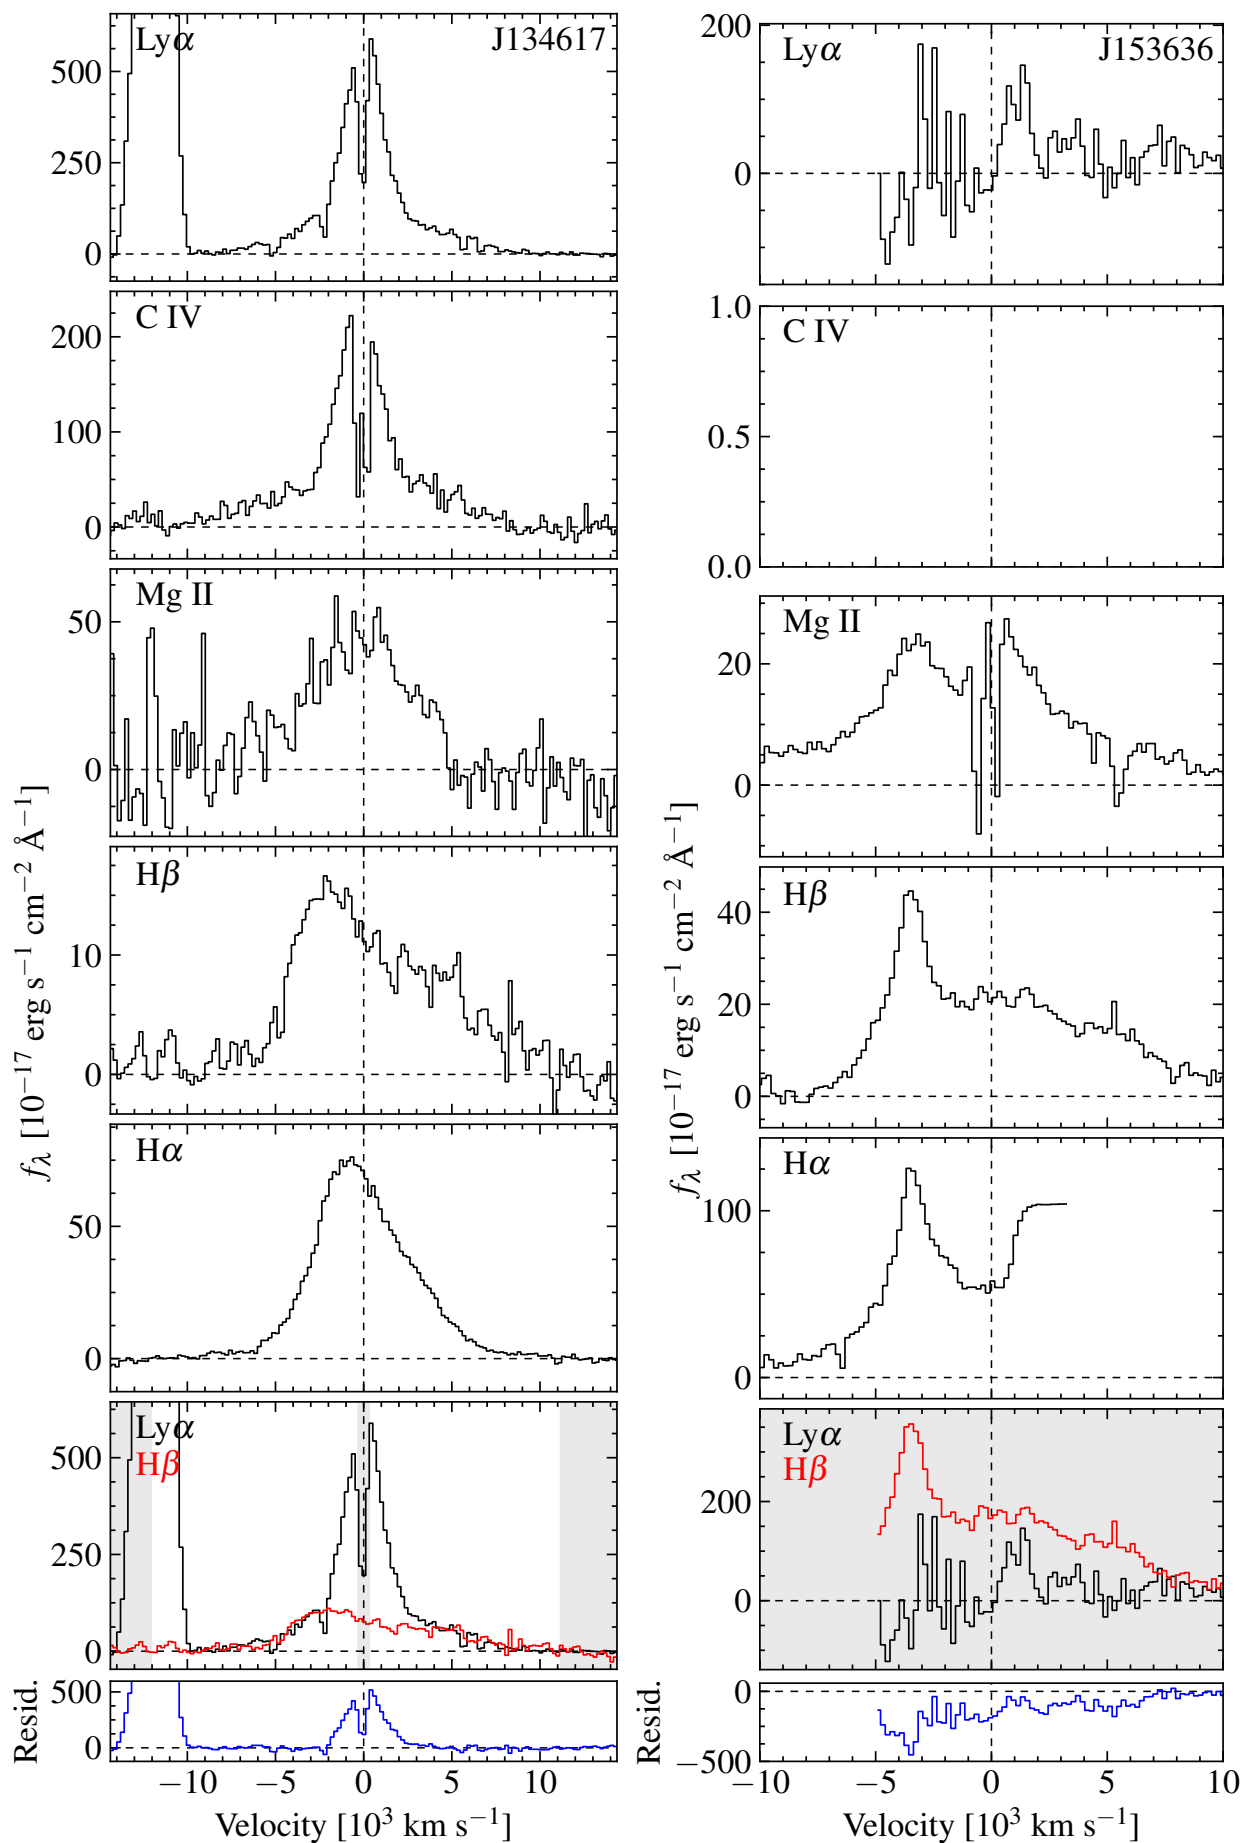 Lyα J134617
500
250
0
C IV
200
100
0
Mg II
50
0
Hβ
10
0
Hα
50
0
Lyα
Hβ
500
250
0
500
0
Resid.
−10 −5 0 5 10
Velocity [10³ km s⁻¹]
f_λ [10⁻¹⁷ erg s⁻¹ cm⁻² Å⁻¹]
Lyα J153636
200
0
C IV
1.0
0.5
0.0
Mg II
20
0
Hβ
40
20
0
Hα
100
0
Lyα
Hβ
200
0
0
−500
Resid.
−10 −5 0 5 10
Velocity [10³ km s⁻¹]
f_λ [10⁻¹⁷ erg s⁻¹ cm⁻² Å⁻¹]